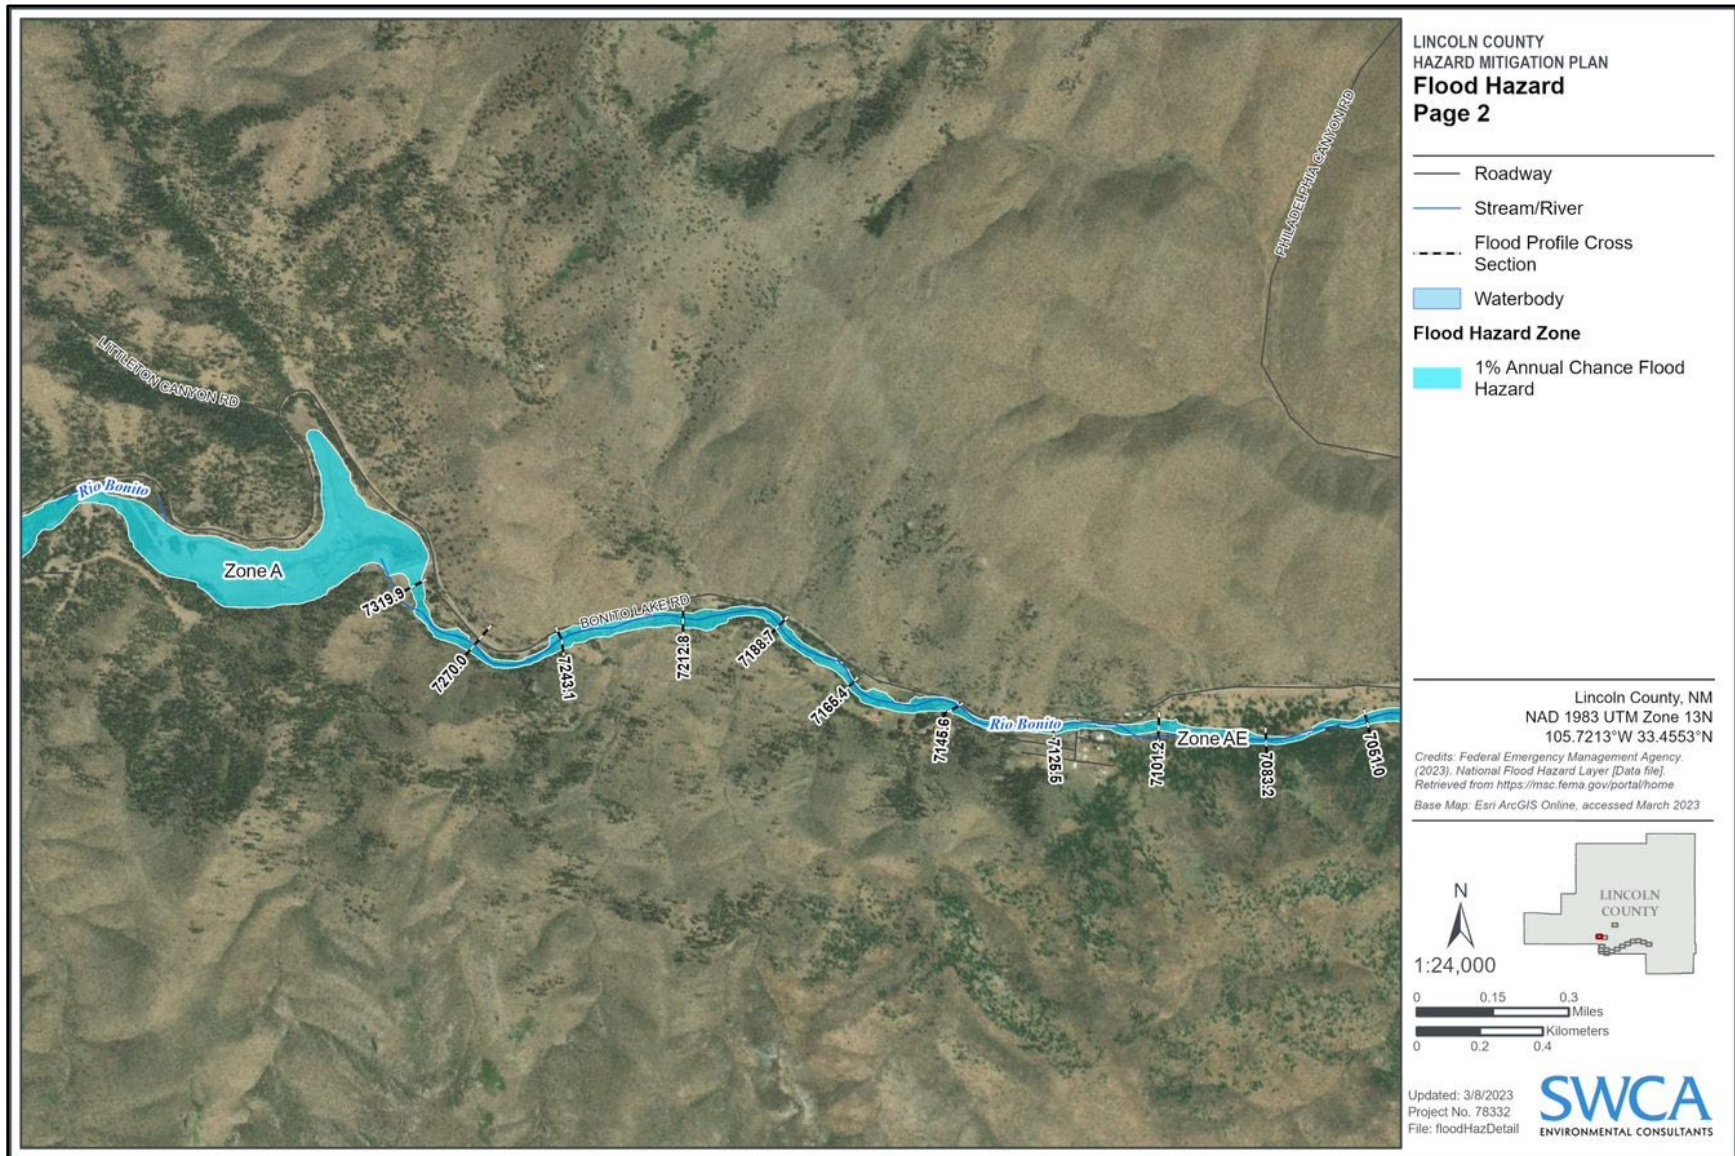 LINCOLN COUNTY
HAZARD MITIGATION PLAN
Flood Hazard
Page 2
Roadway
Stream/River
Flood Profile Cross
Section
Waterbody
Flood Hazard Zone
1% Annual Chance Flood
Hazard
PHILADELPHIA CANYON RD
LITTLETON CANYON RD
Rio Bonito
Zone A
7319.9
7270.0
7243.1
BONITO LAKE RD
7212.8
7188.7
7165.4
7145.6
Rio Bonito
7125.5
7101.2
Zone AE
7083.2
7051.0
Lincoln County, NM
NAD 1983 UTM Zone 13N
105.7213°W 33.4553°N
Credits: Federal Emergency Management Agency.
(2023). National Flood Hazard Layer [Data file].
Retrieved from https://msc.fema.gov/portal/home
Base Map: Esri ArcGIS Online, accessed March 2023
N
1:24,000
LINCOLN
COUNTY
0 0.15 0.3
Miles
Kilometers
0 0.2 0.4
Updated: 3/8/2023
Project No. 78332
File: floodHazDetail
SWCA
ENVIRONMENTAL CONSULTANTS